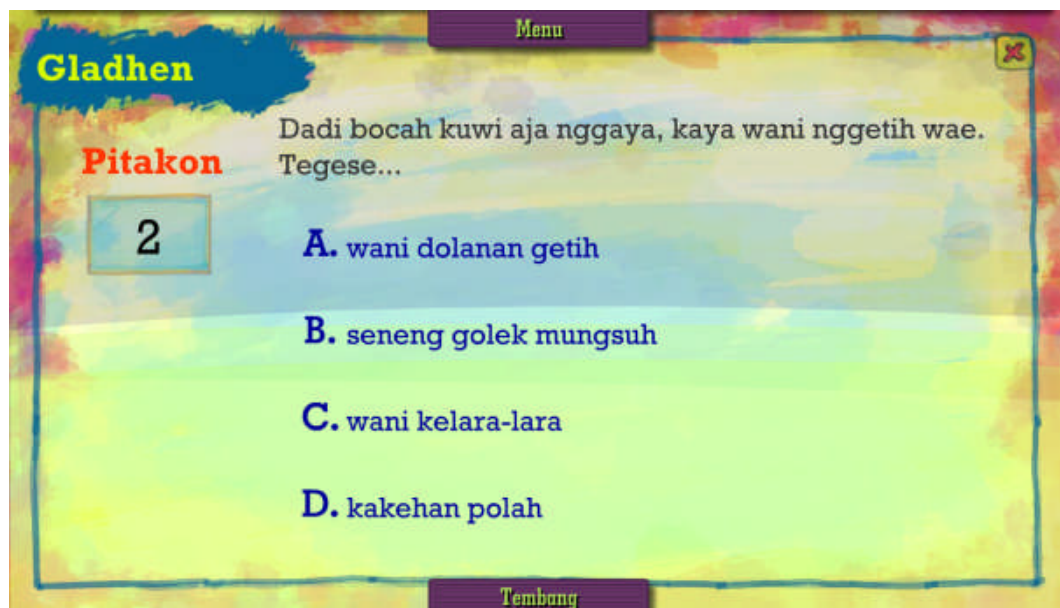 Menu
Gladhen
Dadi bocah kuwi aja nggaya, kaya wani nggetih wae.
Pitakon
Tegese...
2
A. wani dolanan getih
B. seneng golek mungsuh
C. wani kelara-lara
D. kakehan polah
Tembang